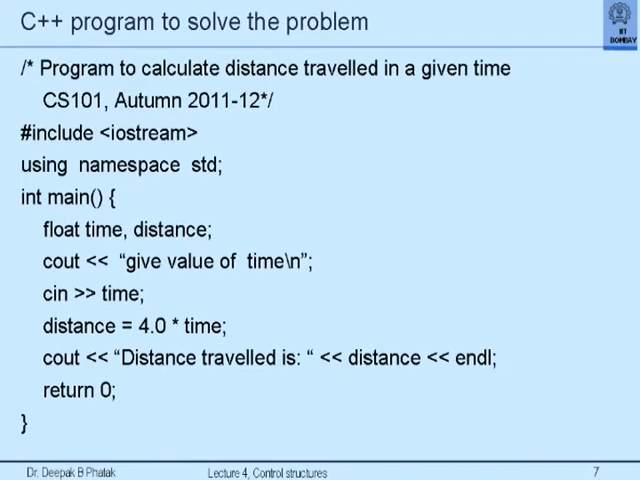 C++ program to solve the problem
IIT
BOMBAY
/* Program to calculate distance travelled in a given time
CS101, Autumn 2011-12*/
#include <iostream>
using namespace std;
int main() {
float time, distance;
cout << “give value of time\n”;
cin >> time;
distance = 4.0 * time;
cout << “Distance travelled is: “ << distance << endl;
return 0;
}
Dr. Deepak B Phatak
Lecture 4, Control structures
7